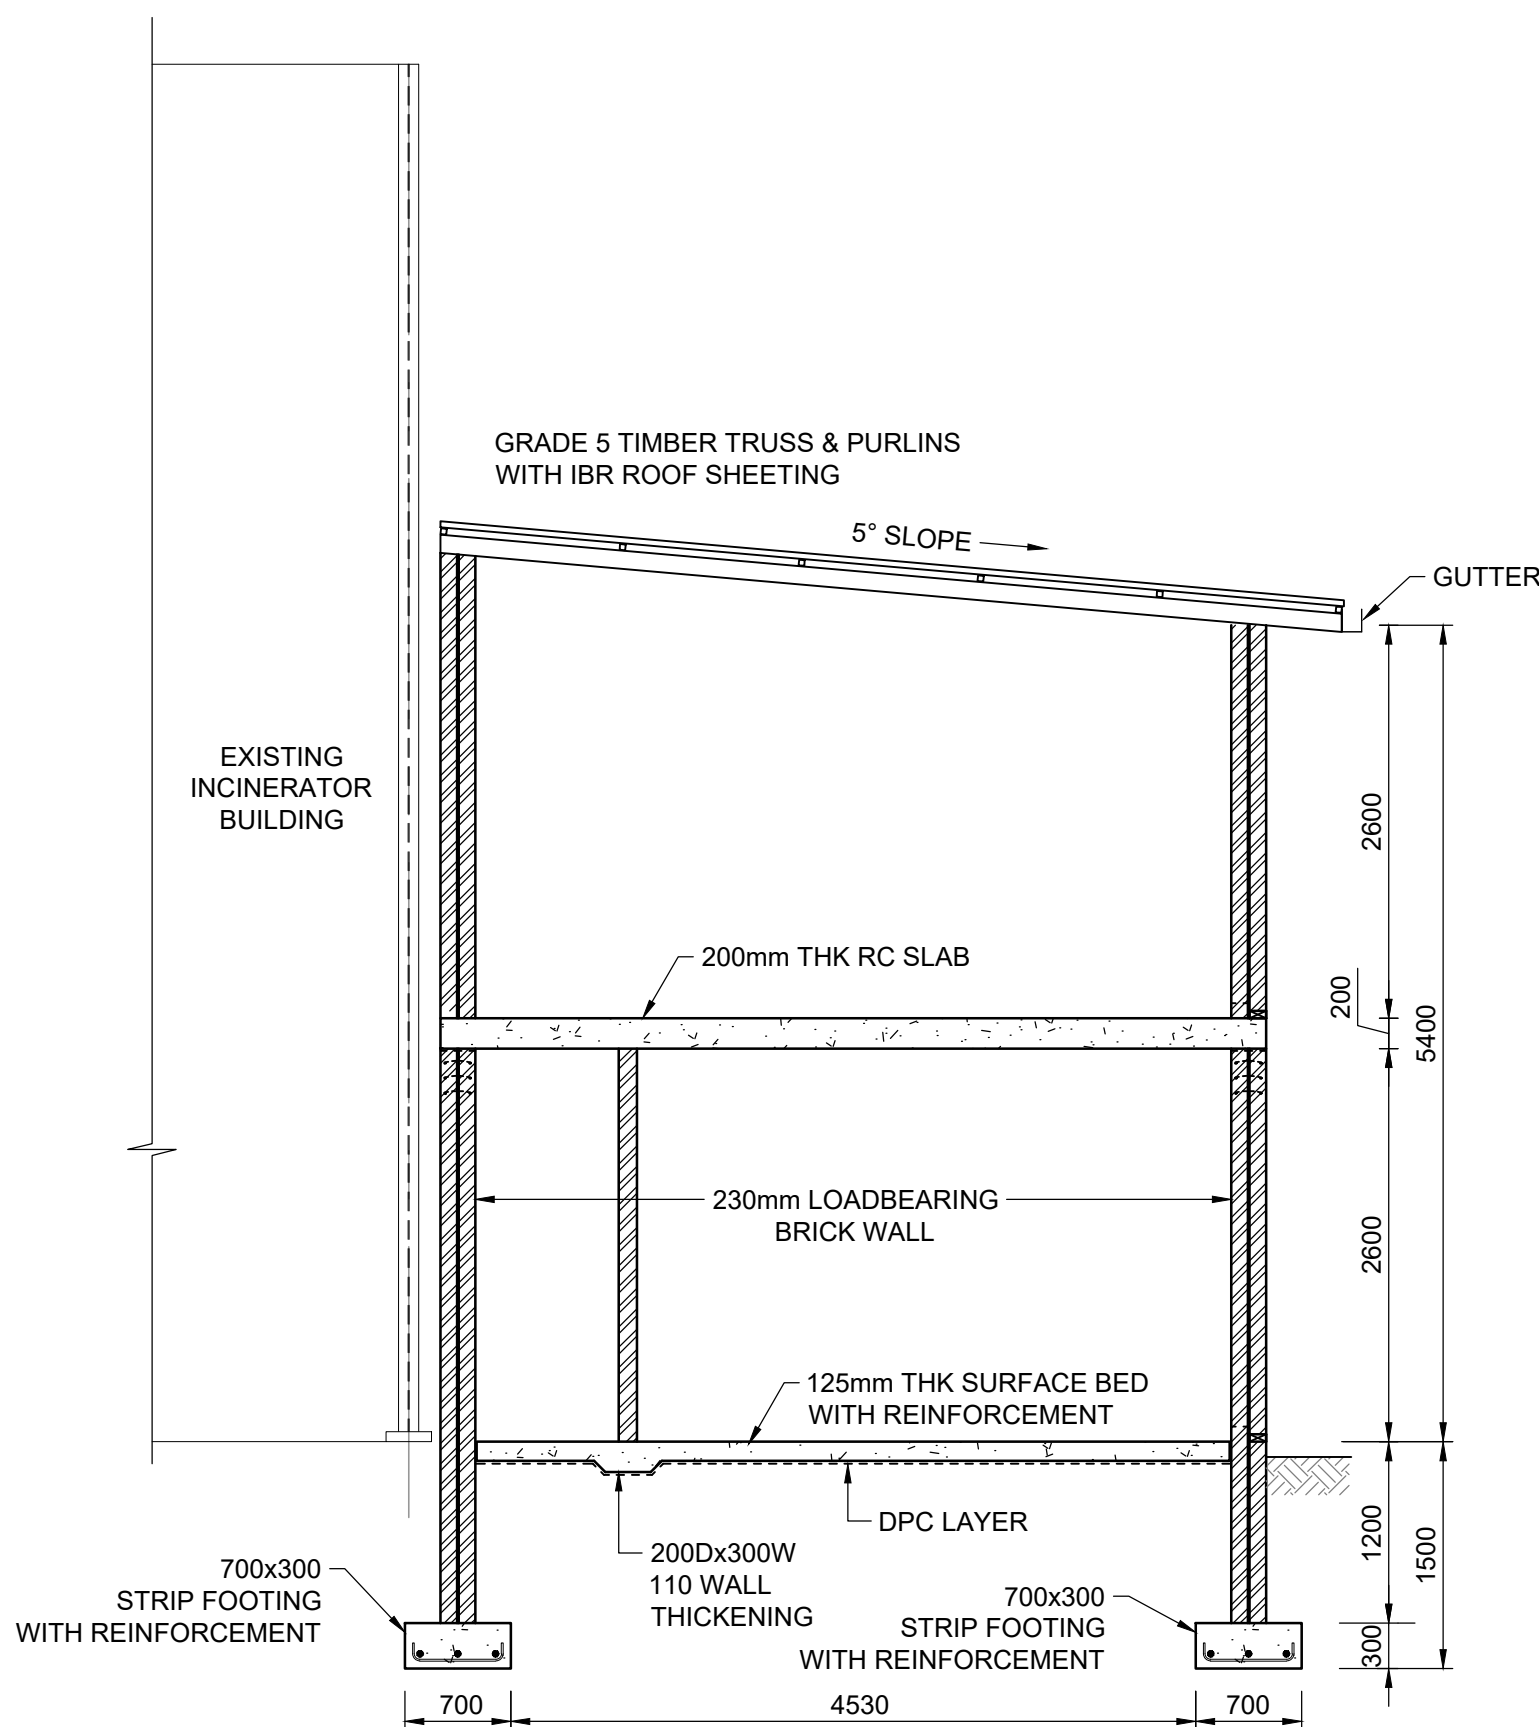 GRADE 5 TIMBER TRUSS & PURLINS
WITH IBR ROOF SHEETING
5° SLOPE
GUTTER
EXISTING
INCINERATOR
BUILDING
2600
200mm THK RC SLAB
200
5400
230mm LOADBEARING
BRICK WALL
2600
125mm THK SURFACE BED
WITH REINFORCEMENT
DPC LAYER
200Dx300W
110 WALL
THICKENING
1200
1500
700x300
STRIP FOOTING
WITH REINFORCEMENT
700x300
STRIP FOOTING
WITH REINFORCEMENT
300
700
4530
700